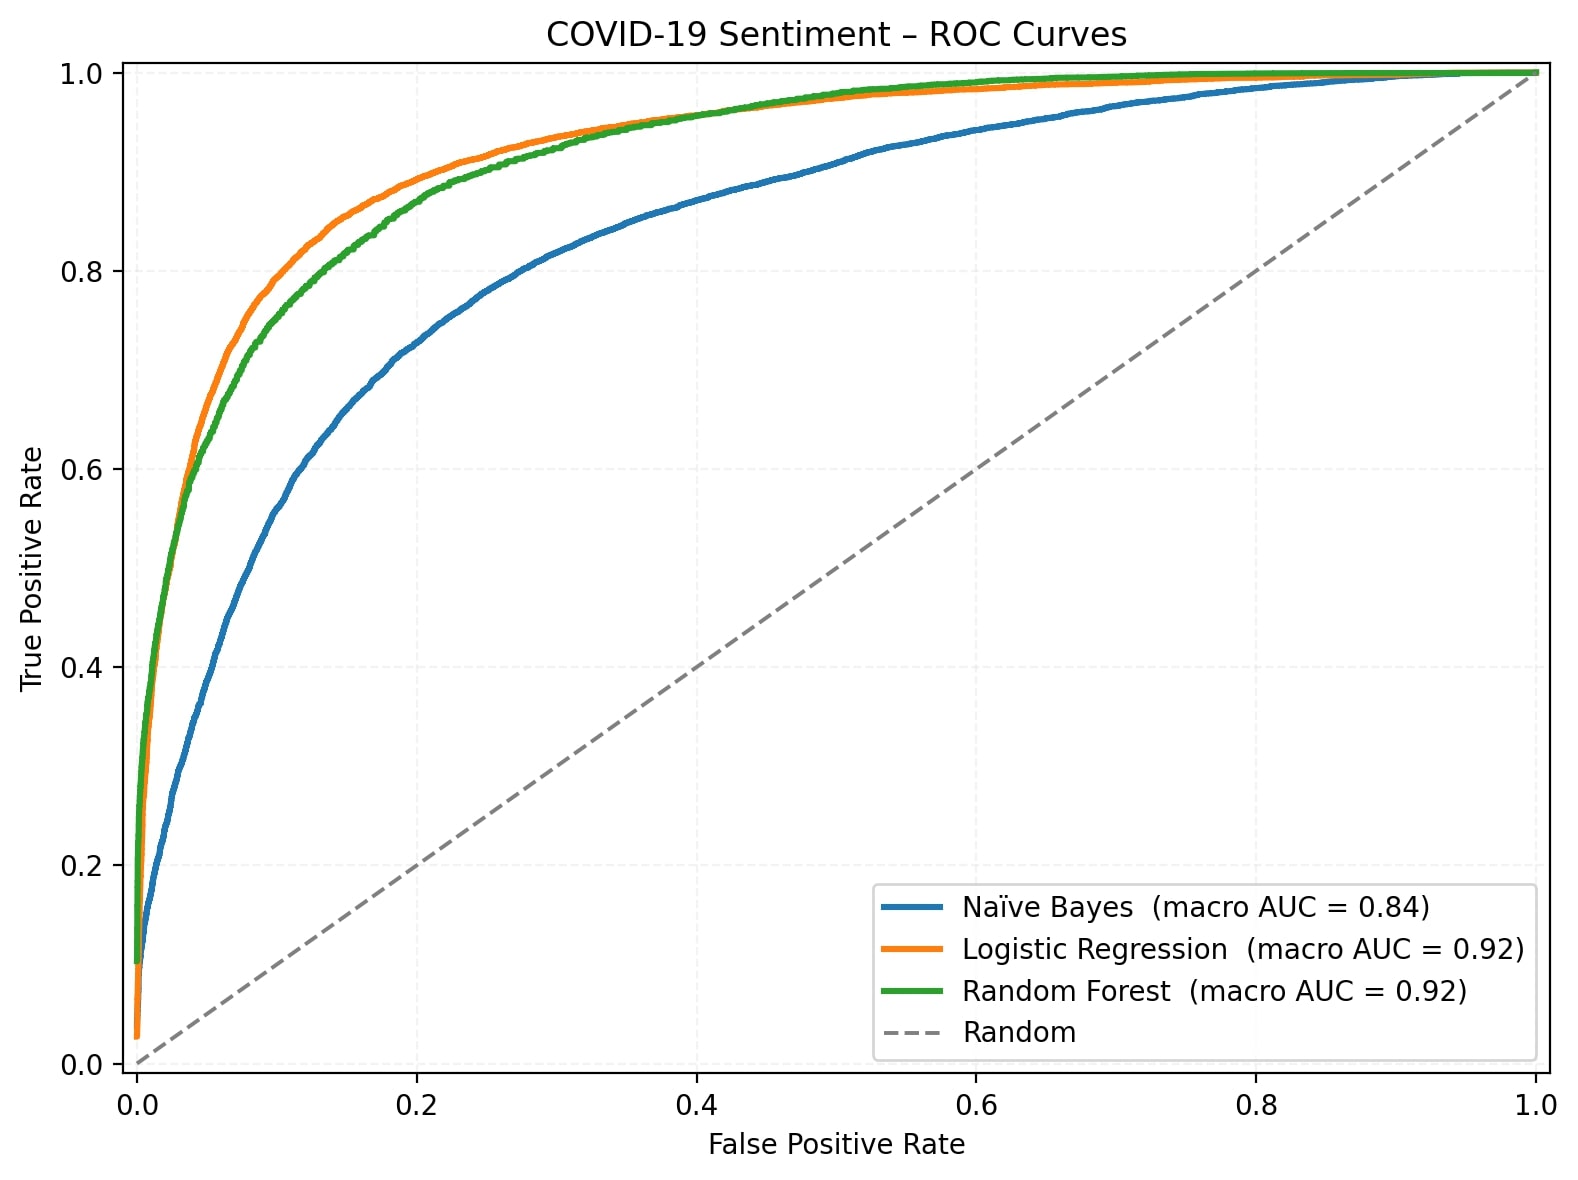 COVID-19 Sentiment – ROC Curves
1.0
0.8
0.6
0.4
0.2
0.0
True Positive Rate
Naïve Bayes (macro AUC = 0.84)
Logistic Regression (macro AUC = 0.92)
Random Forest (macro AUC = 0.92)
Random
0.0 0.2 0.4 0.6 0.8 1.0
False Positive Rate